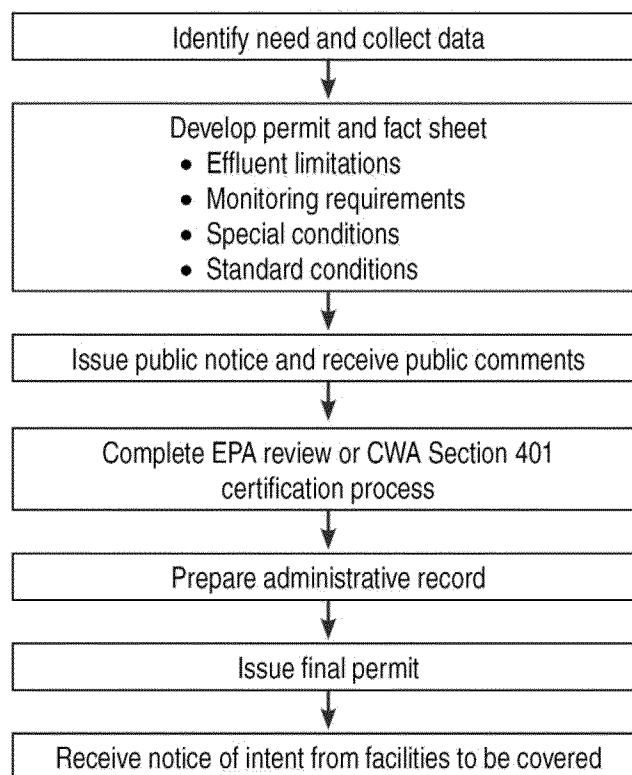 Identify need and collect data
Develop permit and fact sheet
• Effluent limitations
• Monitoring requirements
• Special conditions
• Standard conditions
Issue public notice and receive public comments
Complete EPA review or CWA Section 401
certification process
Prepare administrative record
Issue final permit
Receive notice of intent from facilities to be covered